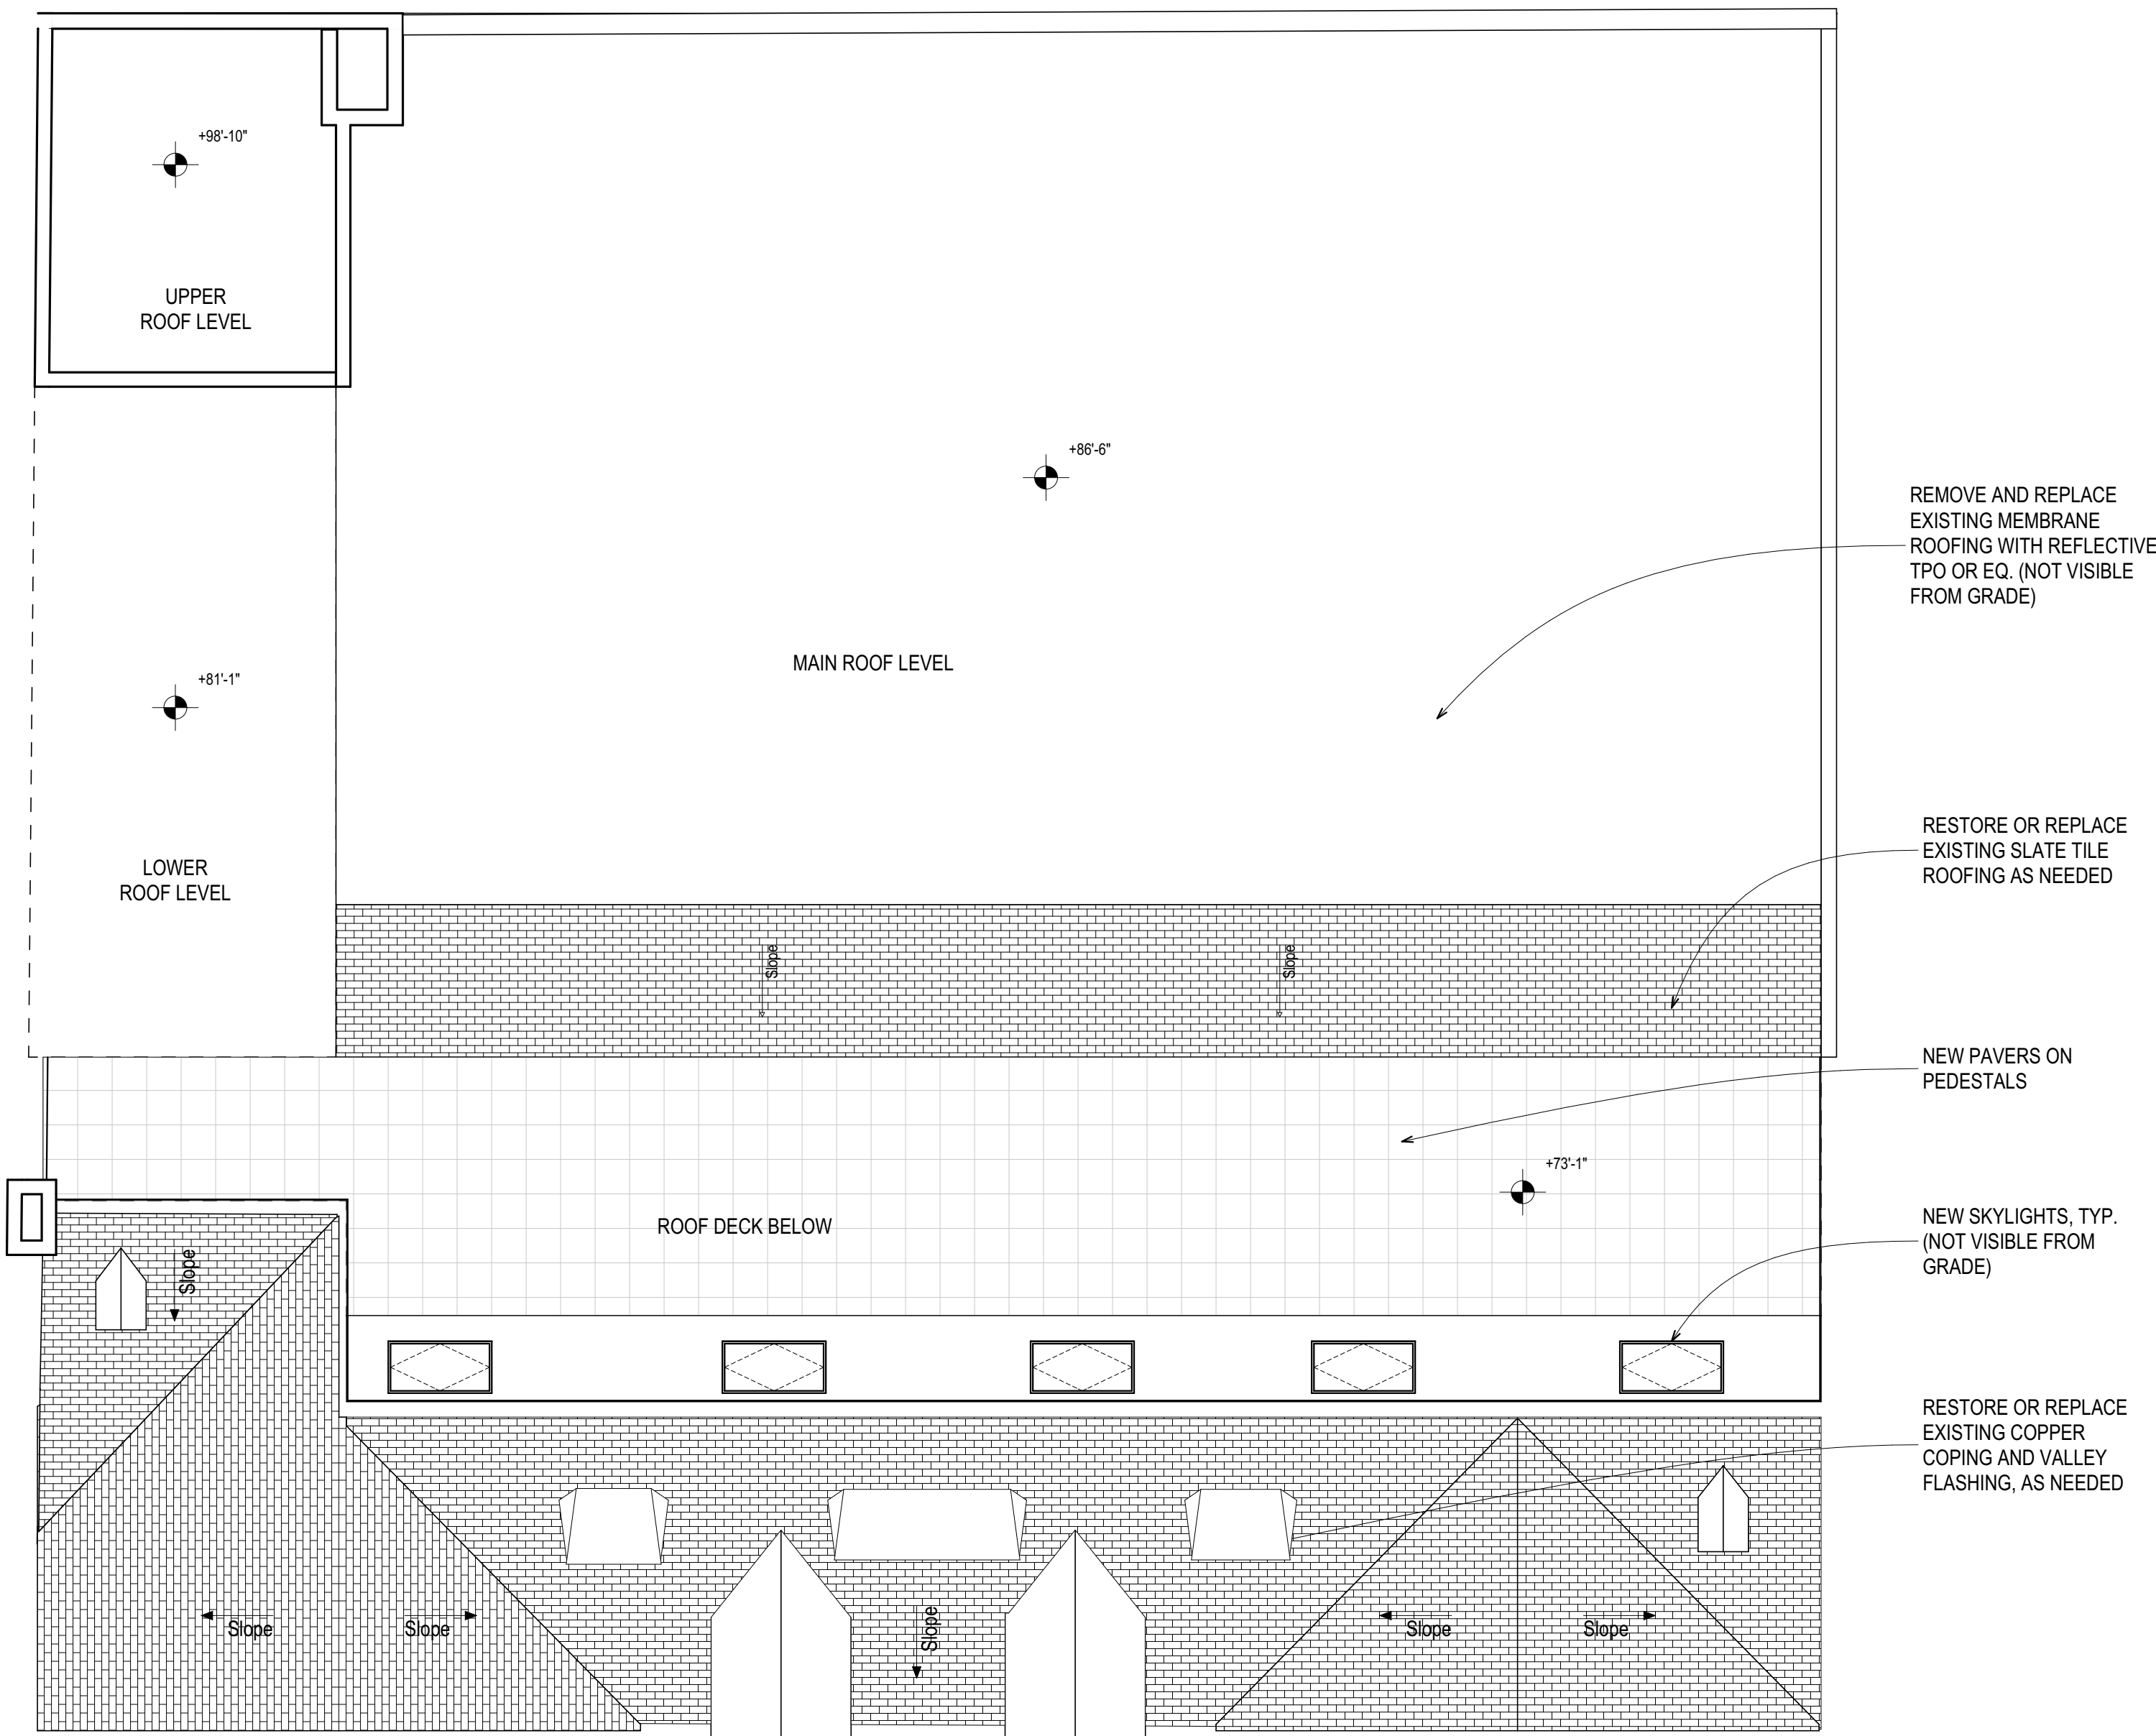 +98'-10"
UPPER
ROOF LEVEL
+86'-6"
REMOVE AND REPLACE
EXISTING MEMBRANE
ROOFING WITH REFLECTIVE
TPO OR EQ. (NOT VISIBLE
FROM GRADE)
MAIN ROOF LEVEL
+81'-1"
LOWER
ROOF LEVEL
RESTORE OR REPLACE
EXISTING SLATE TILE
ROOFING AS NEEDED
Slope
Slope
NEW PAVERS ON
PEDESTALS
+73'-1"
ROOF DECK BELOW
NEW SKYLIGHTS, TYP.
(NOT VISIBLE FROM
GRADE)
Slope
RESTORE OR REPLACE
EXISTING COPPER
COPING AND VALLEY
FLASHING, AS NEEDED
Slope
Slope
Slope
Slope
Slope